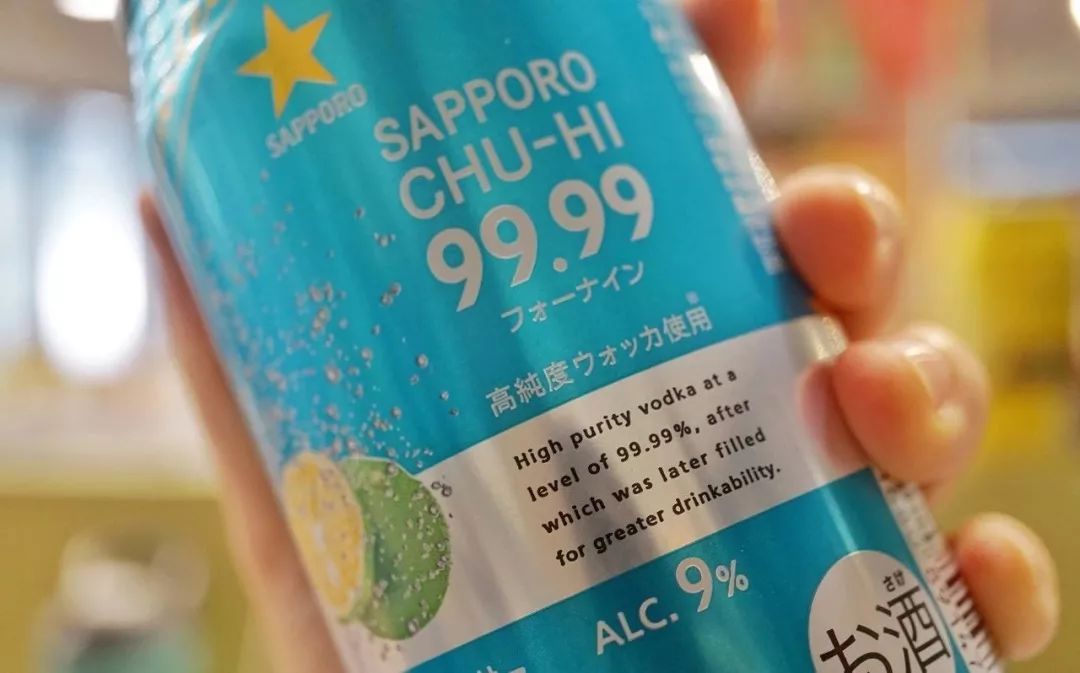 SAPPORO
SAPPORO
CHU-HI
99.99
フォーナイン
高純度ウォッカ使用※
High purity vodka at a
level of 99.99%, after
which was later filled
for greater drinkability.
ALC. 9%
さけ
お酒